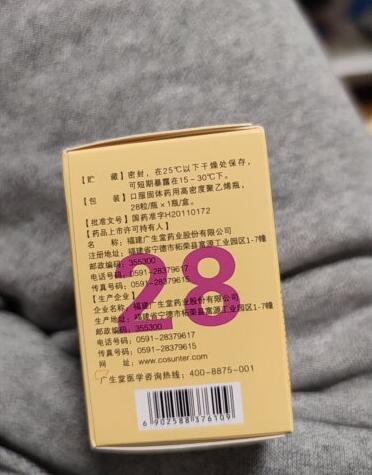 【贮　　藏】密封，在25℃以下干燥处保存，
可短期暴露在15－30℃下。
【包　　装】口服固体药用高密度聚乙烯瓶，
28粒/瓶×1瓶/盒。
【批准文号】国药准字H20110172
【药品上市许可持有人】
名　　称：福建广生堂药业股份有限公司
注册地址：福建省宁德市柘荣县富源工业园区1-7幢
邮政编码：355300
电话号码：0591-28379617
传真号码：0591-28379615
【生产企业】
企业名称：福建广生堂药业股份有限公司
生产地址：福建省宁德市柘荣县富源工业园区1-7幢
邮政编码：355300
电话号码：0591-28379617
传真号码：0591-28379615
网　　址：www.cosunter.com
广生堂医学咨询热线：400-8875-001
28
6902588376109